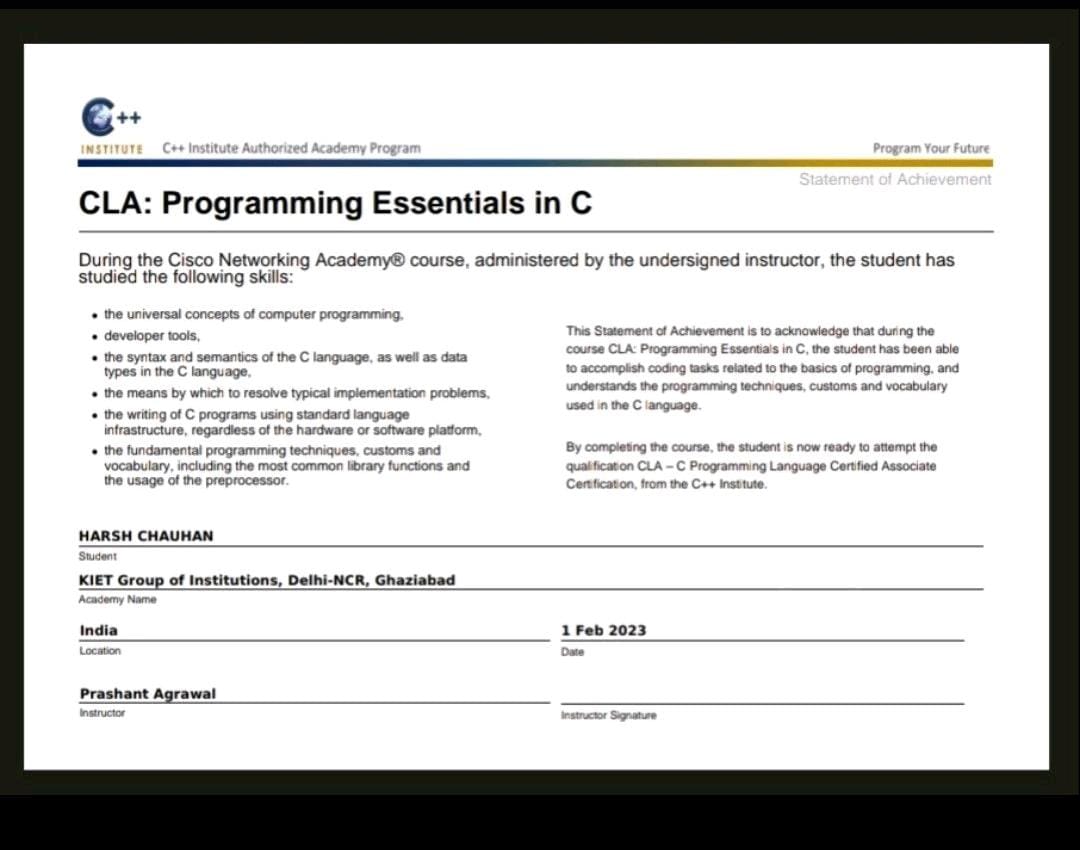 C++
INSTITUTE
C++ Institute Authorized Academy Program
Program Your Future
Statement of Achievement
CLA: Programming Essentials in C
During the Cisco Networking Academy® course, administered by the undersigned instructor, the student has
studied the following skills:
• the universal concepts of computer programming,
• developer tools,
• the syntax and semantics of the C language, as well as data
types in the C language,
• the means by which to resolve typical implementation problems,
• the writing of C programs using standard language
infrastructure, regardless of the hardware or software platform,
• the fundamental programming techniques, customs and
vocabulary, including the most common library functions and
the usage of the preprocessor.
This Statement of Achievement is to acknowledge that during the
course CLA: Programming Essentials in C, the student has been able
to accomplish coding tasks related to the basics of programming, and
understands the programming techniques, customs and vocabulary
used in the C language.
By completing the course, the student is now ready to attempt the
qualification CLA – C Programming Language Certified Associate
Certification, from the C++ Institute.
HARSH CHAUHAN
Student
KIET Group of Institutions, Delhi-NCR, Ghaziabad
Academy Name
India
Location
1 Feb 2023
Date
Prashant Agrawal
Instructor
Instructor Signature